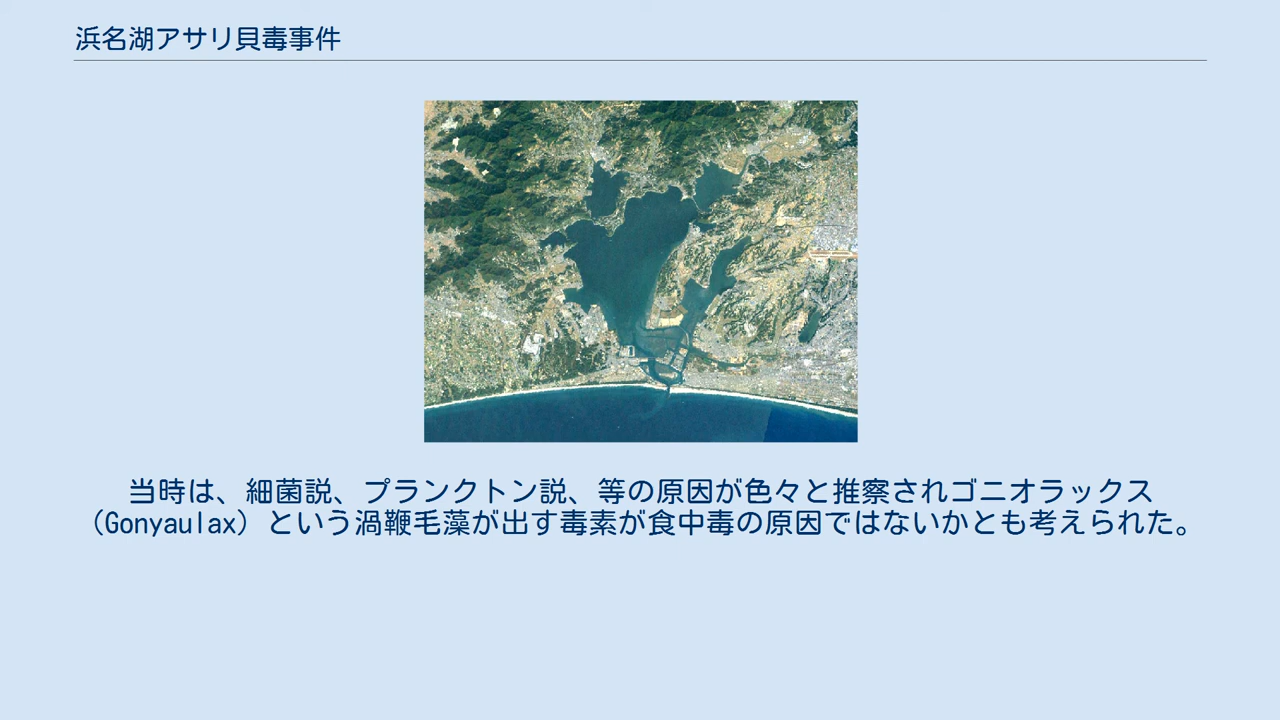 浜名湖アサリ貝毒事件
当時は、細菌説、プランクトン説、等の原因が色々と推察されゴニオラックス
（Gonyaulax）という渦鞭毛藻が出す毒素が食中毒の原因ではないかとも考えられた。